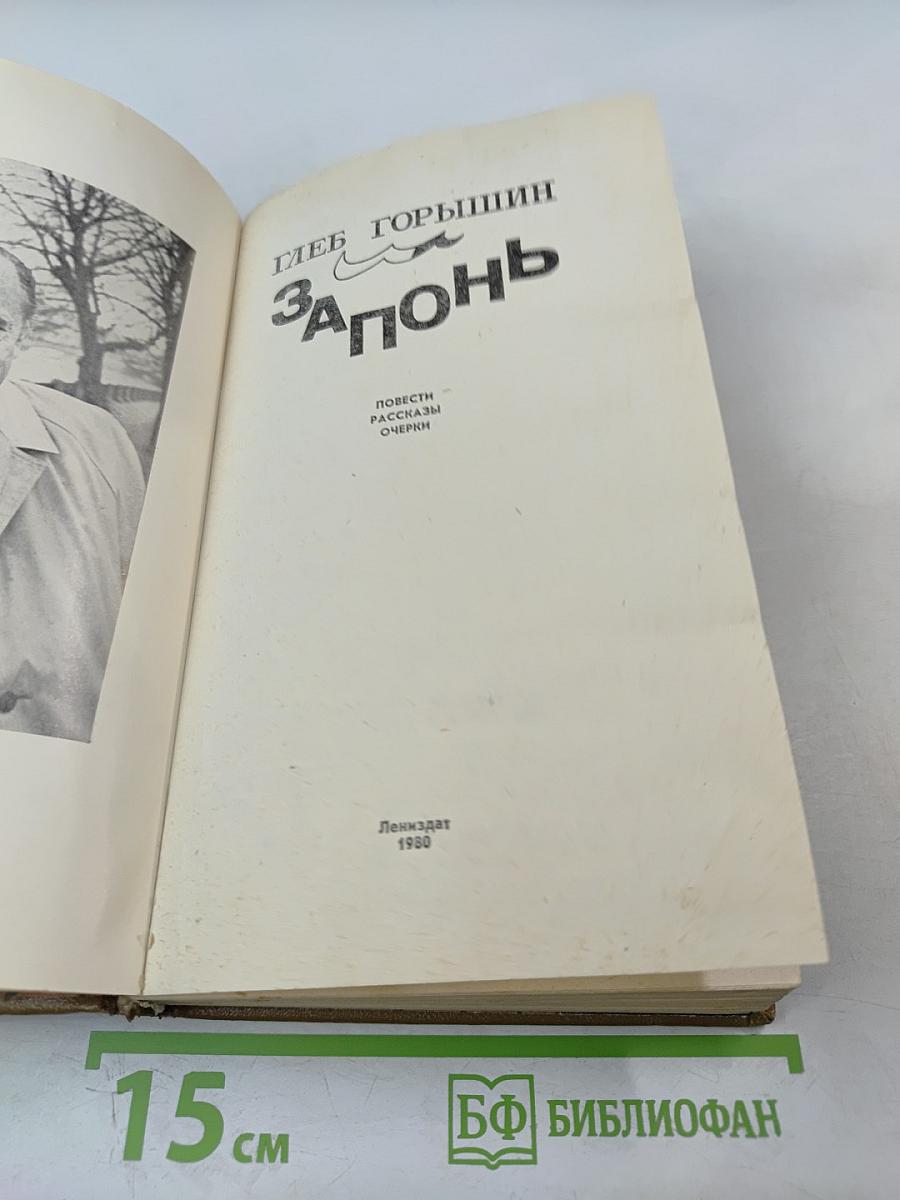 ГЛЕБ ГОРЫШИН
ЗАПОНЬ
ПОВЕСТИ
РАССКАЗЫ
ОЧЕРКИ
Лениздат
1980
15 см
БФ БИБЛИОФАН